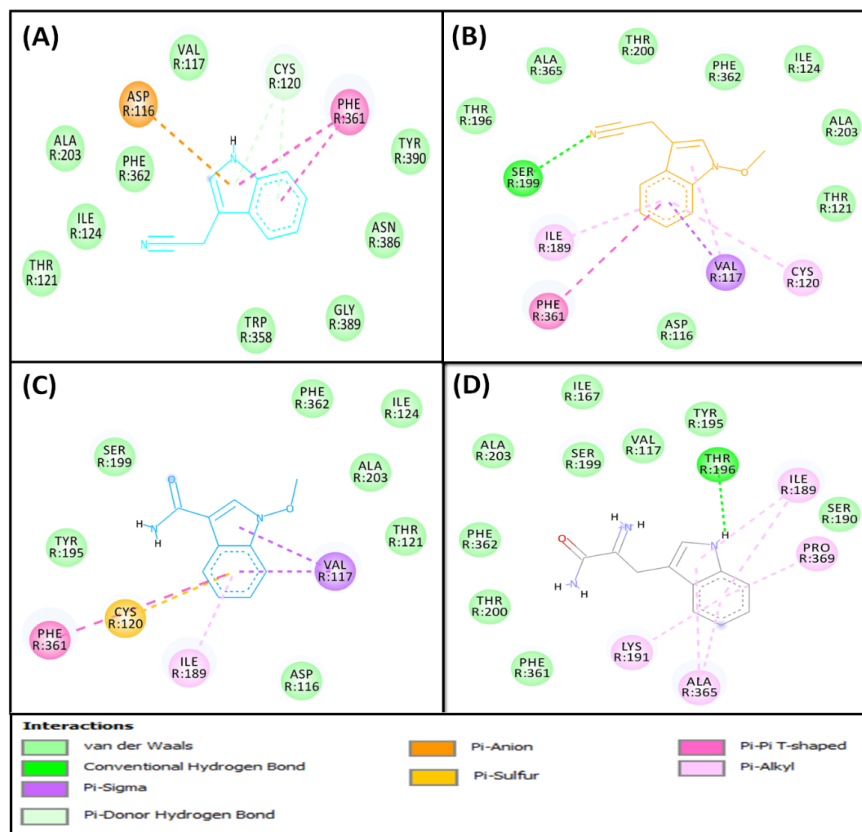 (A)
VAL
R:117
CYS
R:120
ASP
R:116
PHE
R:361
ALA
R:203
PHE
R:362
TYR
R:390
ILE
R:124
ASN
R:386
THR
R:121
TRP
R:358
GLY
R:389
H
N
N
(B)
THR
R:200
ALA
R:365
PHE
R:362
ILE
R:124
THR
R:196
ALA
R:203
SER
R:199
THR
R:121
ILE
R:189
VAL
R:117
CYS
R:120
PHE
R:361
ASP
R:116
N
N
O
(C)
PHE
R:362
ILE
R:124
SER
R:199
ALA
R:203
TYR
R:195
THR
R:121
VAL
R:117
CYS
R:120
PHE
R:361
ILE
R:189
ASP
R:116
O
H
N
H
N
O
(D)
ILE
R:167
TYR
R:195
ALA
R:203
SER
R:199
VAL
R:117
THR
R:196
ILE
R:189
SER
R:190
PHE
R:362
PRO
R:369
THR
R:200
LYS
R:191
PHE
R:361
ALA
R:365
N
H
O
H
N
H
H
N
Interactions
van der Waals
Conventional Hydrogen Bond
Pi-Sigma
Pi-Donor Hydrogen Bond
Pi-Anion
Pi-Sulfur
Pi-Pi T-shaped
Pi-Alkyl